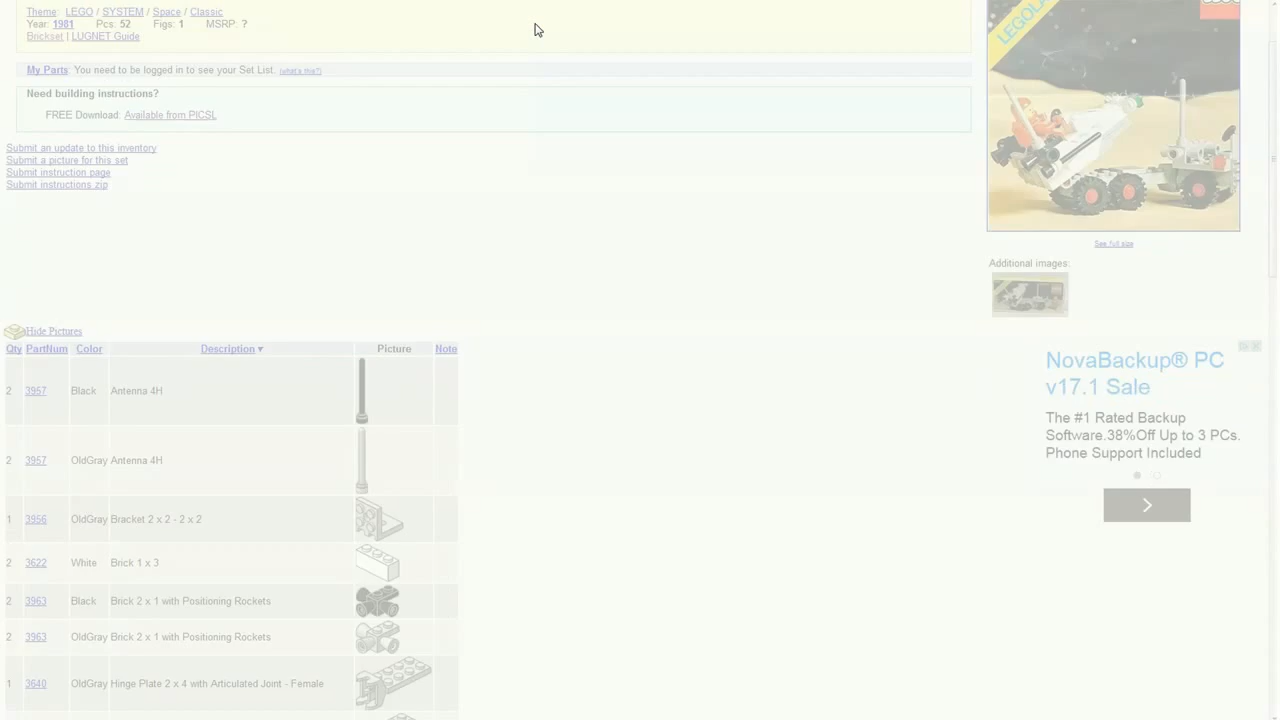 Theme: LEGO / SYSTEM / Space / Classic
Year: 1981 Pcs: 52 Figs: 1 MSRP: ?
Brickset | LUGNET Guide
My Parts: You need to be logged in to see your Set List. (what's this?)
Need building instructions?
FREE Download: Available from PICSL
Submit an update to this inventory
Submit a picture for this set
Submit instruction page
Submit instructions zip
LEGOLA
See full size
Additional images:
Hide Pictures
Qty PartNum Color Description ▼ Picture Note
2 3957 Black Antenna 4H
2 3957 OldGray Antenna 4H
1 3956 OldGray Bracket 2 x 2 - 2 x 2
2 3622 White Brick 1 x 3
2 3963 Black Brick 2 x 1 with Positioning Rockets
2 3963 OldGray Brick 2 x 1 with Positioning Rockets
1 3640 OldGray Hinge Plate 2 x 4 with Articulated Joint - Female
NovaBackup® PC
v17.1 Sale
The #1 Rated Backup
Software.38%Off Up to 3 PCs.
Phone Support Included